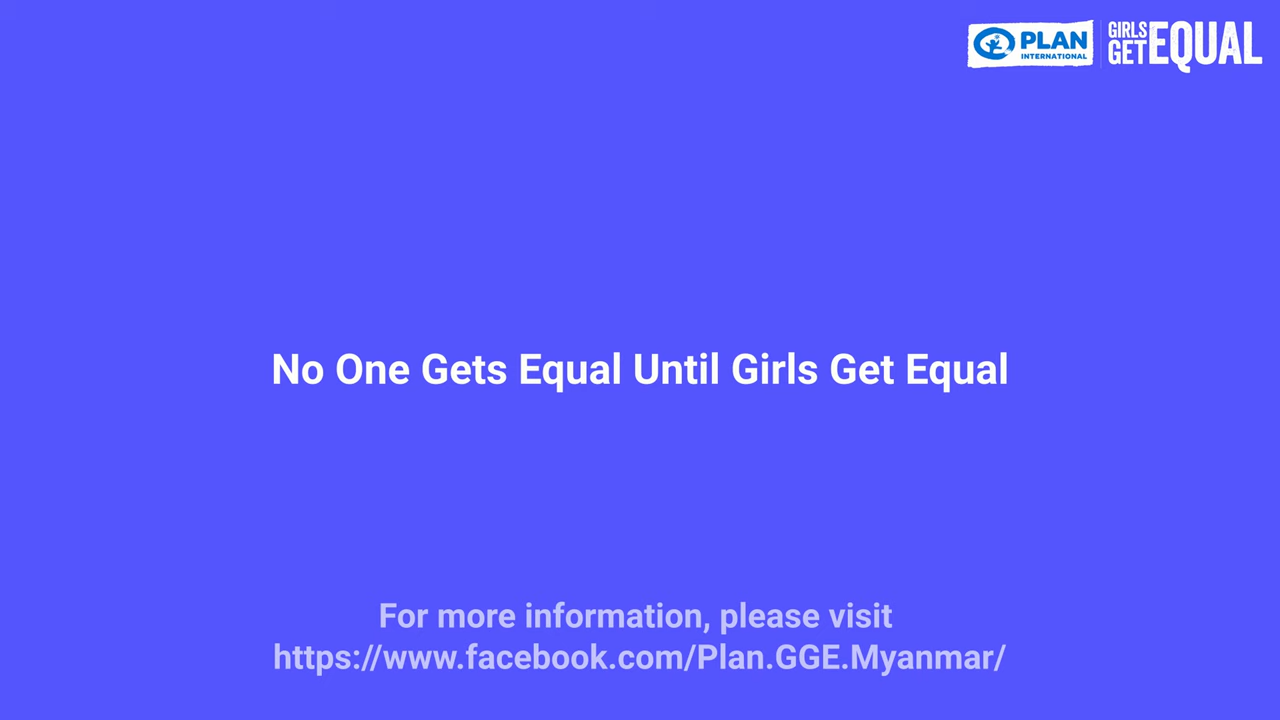 PLAN
INTERNATIONAL
GIRLS
GET EQUAL
No One Gets Equal Until Girls Get Equal
For more information, please visit
https://www.facebook.com/Plan.GGE.Myanmar/